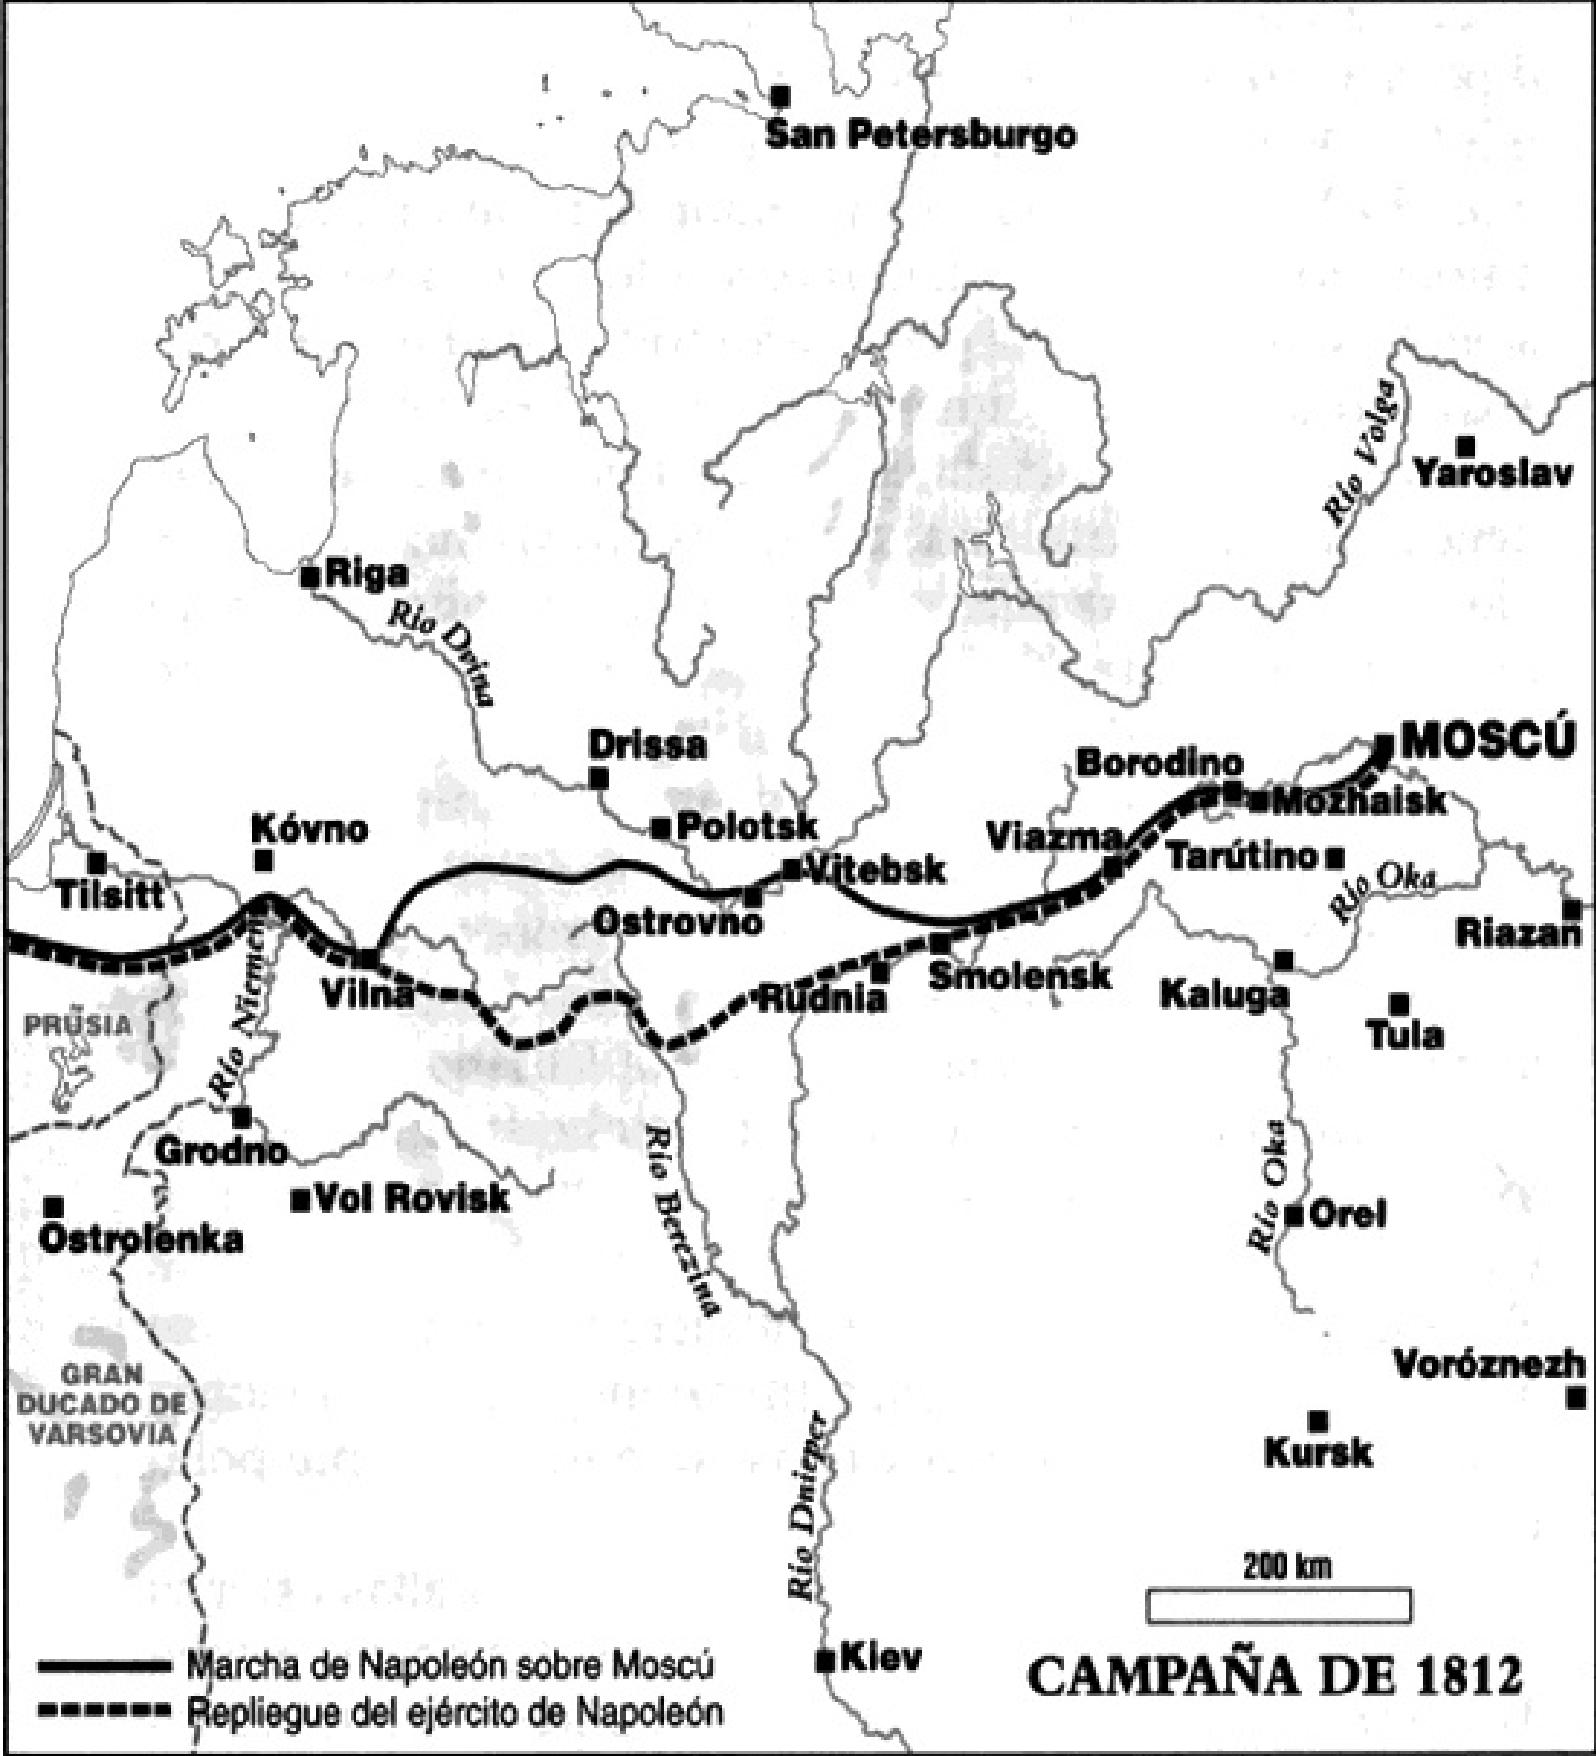 San Petersburgo
Río Volga
Yaroslav
Riga
Río Dvina
Drissa
MOSCÚ
Borodino
Mozhaisk
Kóvno
Polotsk
Viazma
Tarútino
Tilsitt
Vitebsk
Río Oka
Ostrovno
Riazan
Vilna
Rudnia
Smolensk
Kaluga
Tula
PRUSIA
Río Niemen
Grodno
Vol Rovisk
Río Berezina
Río Oka
Orel
Ostrolenka
GRAN
DUCADO DE
VARSOVIA
Voróznezh
Kursk
Río Dnieper
200 km
Kiev
Marcha de Napoleón sobre Moscú
Repliegue del ejército de Napoleón
CAMPAÑA DE 1812